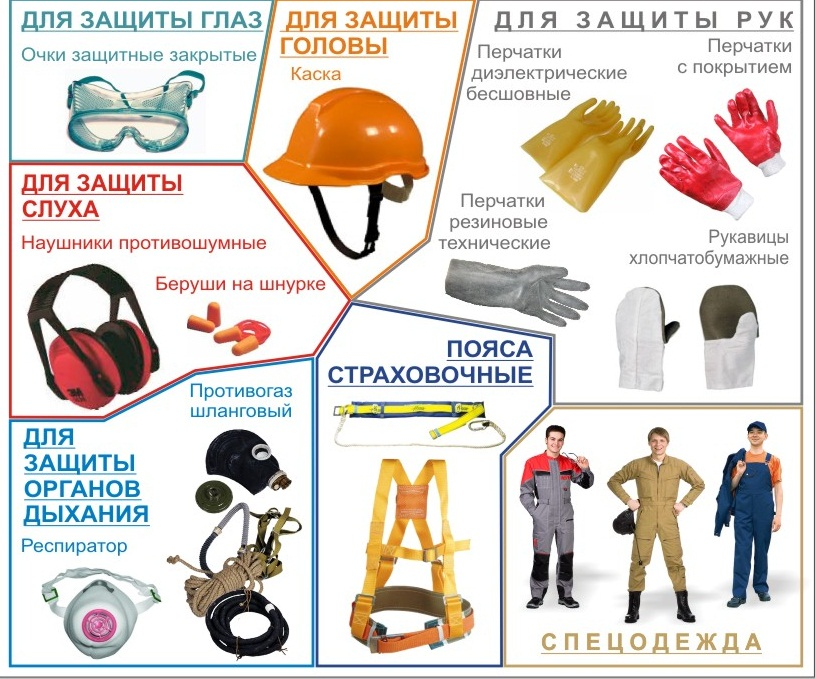 ДЛЯ ЗАЩИТЫ ГЛАЗ
Очки защитные закрытые
ДЛЯ ЗАЩИТЫ
ГОЛОВЫ
Каска
ДЛЯ ЗАЩИТЫ РУК
Перчатки
диэлектрические
бесшовные
Перчатки
с покрытием
Перчатки
резиновые
технические
Рукавицы
хлопчатобумажные
ДЛЯ ЗАЩИТЫ
СЛУХА
Наушники противошумные
Беруши на шнурке
3M
ПОЯСА
СТРАХОВОЧНЫЕ
Противогаз
шланговый
ДЛЯ
ЗАЩИТЫ
ОРГАНОВ
ДЫХАНИЯ
Респиратор
СПЕЦОДЕЖДА